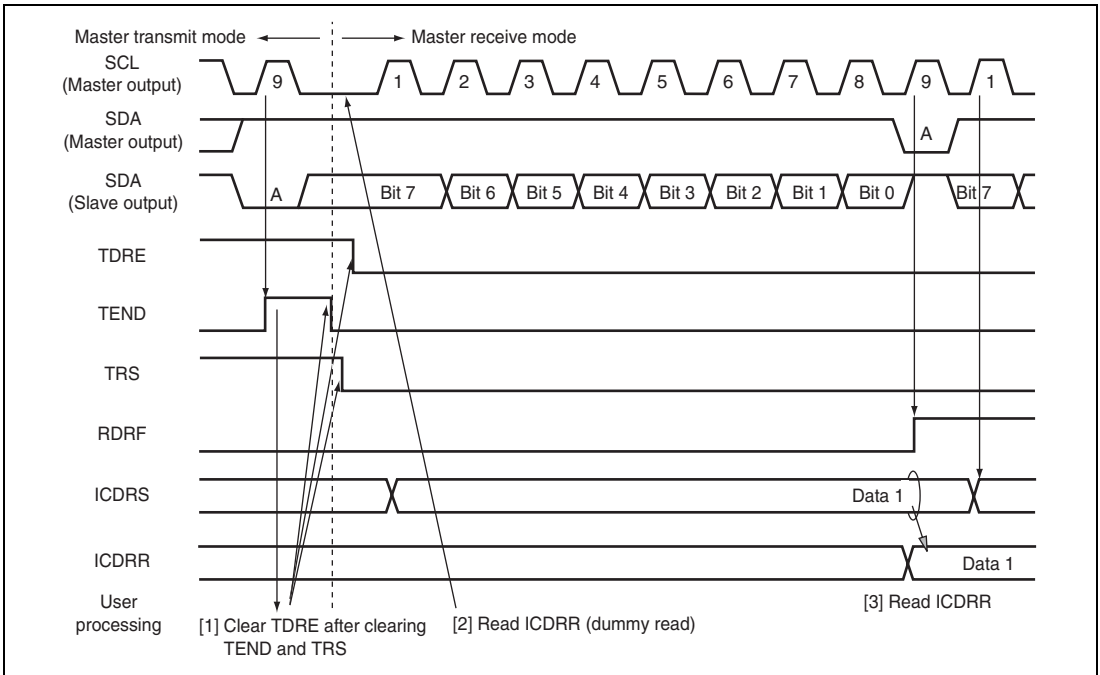 Master transmit mode
Master receive mode
SCL
(Master output)
9
1
2
3
4
5
6
7
8
9
1
SDA
(Master output)
A
SDA
(Slave output)
A
Bit 7
Bit 6
Bit 5
Bit 4
Bit 3
Bit 2
Bit 1
Bit 0
Bit 7
TDRE
TEND
TRS
RDRF
ICDRS
Data 1
ICDRR
Data 1
User
processing
[1] Clear TDRE after clearing
TEND and TRS
[2] Read ICDRR (dummy read)
[3] Read ICDRR